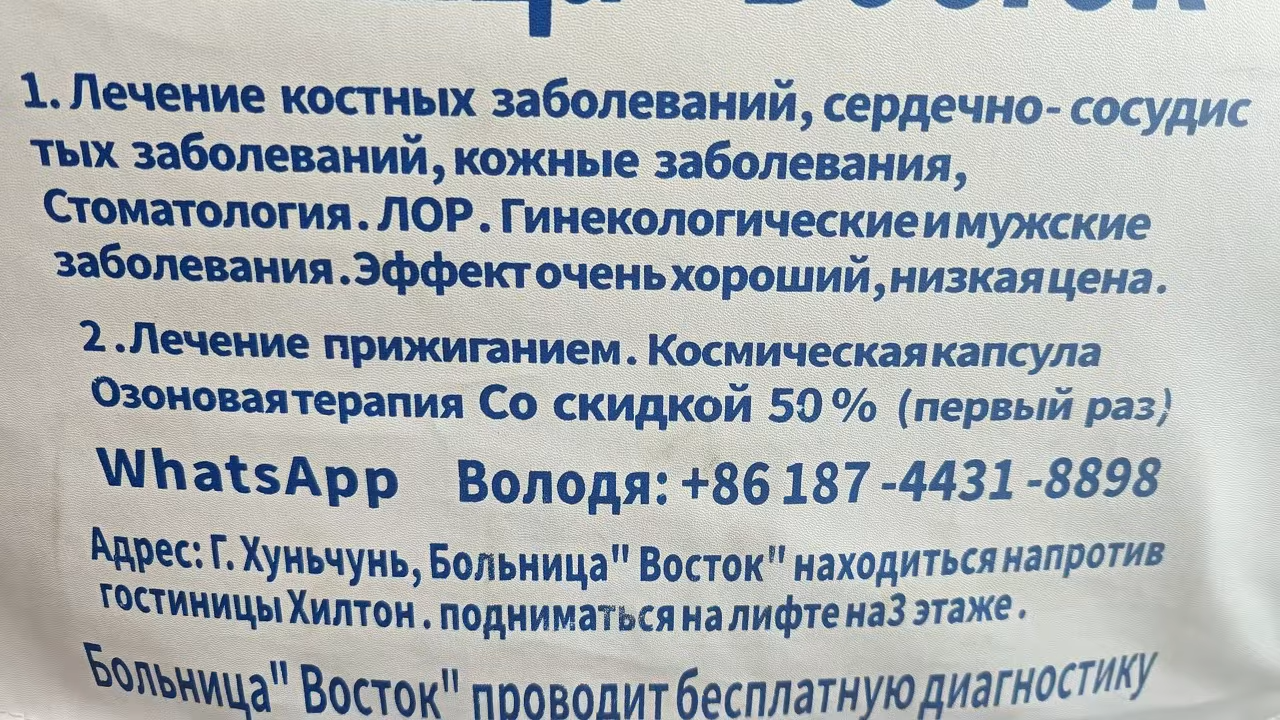 1. Лечение костных заболеваний, сердечно- сосудис
тых заболеваний, кожные заболевания,
Стоматология. ЛОР. Гинекологические и мужские
заболевания. Эффект очень хороший, низкая цена.
2. Лечение прижиганием. Космическая капсула
Озоновая терапия Со скидкой 50% (первый раз)
WhatsApp Володя: +86 187 -4431 -8898
Адрес: Г. Хуньчунь, Больница" Восток" находиться напротив
гостиницы Хилтон. подниматься на лифте на3 этаже.
Больница" Восток" проводит бесплатную диагностику